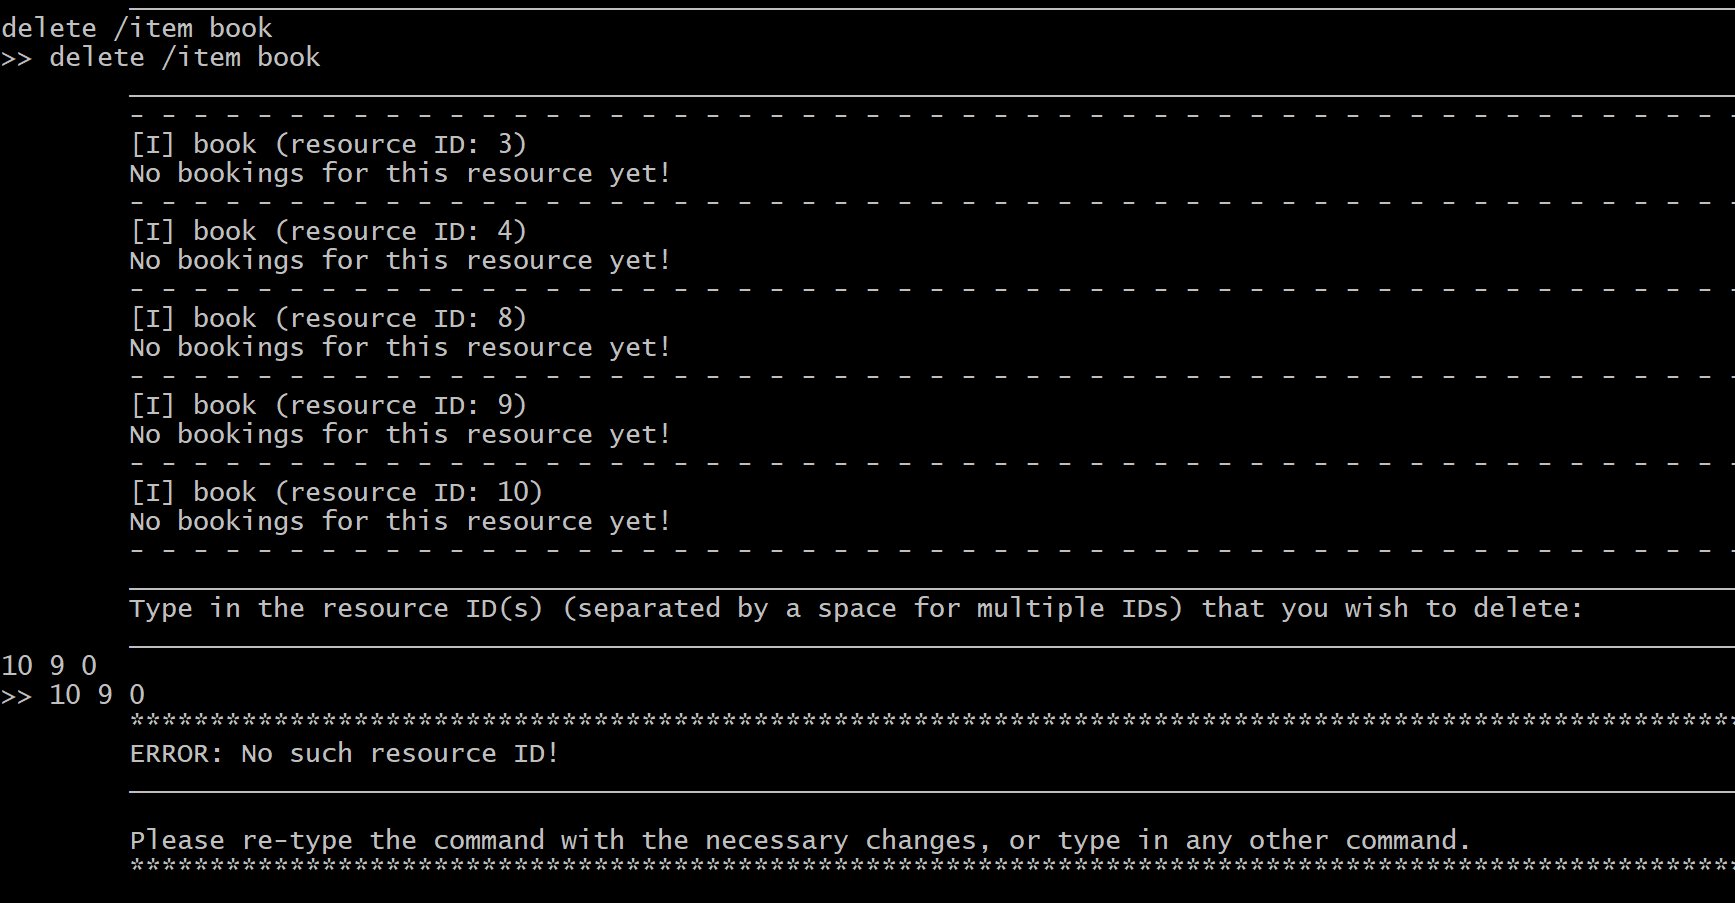 delete /item book
>> delete /item book
________________________________________________________________________________
- - - - - - - - - - - - - - - - - - - - - - - - - - - - - - - - - - - - - - - - - - - - - - - - - - -
[I] book (resource ID: 3)
No bookings for this resource yet!
- - - - - - - - - - - - - - - - - - - - - - - - - - - - - - - - - - - - - - - - - - - - - - - - - - -
[I] book (resource ID: 4)
No bookings for this resource yet!
- - - - - - - - - - - - - - - - - - - - - - - - - - - - - - - - - - - - - - - - - - - - - - - - - - -
[I] book (resource ID: 8)
No bookings for this resource yet!
- - - - - - - - - - - - - - - - - - - - - - - - - - - - - - - - - - - - - - - - - - - - - - - - - - -
[I] book (resource ID: 9)
No bookings for this resource yet!
- - - - - - - - - - - - - - - - - - - - - - - - - - - - - - - - - - - - - - - - - - - - - - - - - - -
[I] book (resource ID: 10)
No bookings for this resource yet!
- - - - - - - - - - - - - - - - - - - - - - - - - - - - - - - - - - - - - - - - - - - - - - - - - - -
________________________________________________________________________________
Type in the resource ID(s) (separated by a space for multiple IDs) that you wish to delete:
________________________________________________________________________________
10 9 0
>> 10 9 0
*****************************************************************************************************
ERROR: No such resource ID!
________________________________________________________________________________
Please re-type the command with the necessary changes, or type in any other command.
*****************************************************************************************************